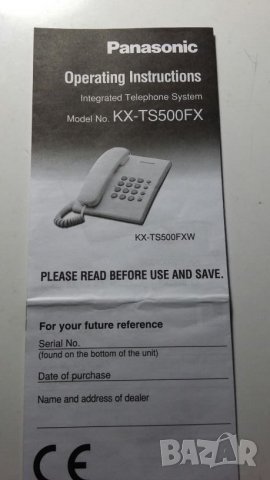 Panasonic
Operating Instructions
Integrated Telephone System
Model No. KX-TS500FX
Panasonic
KX-TS500FXW
PLEASE READ BEFORE USE AND SAVE.
For your future reference
Serial No.
(found on the bottom of the unit)
Date of purchase
Name and address of dealer
CE
BAZAR
bg